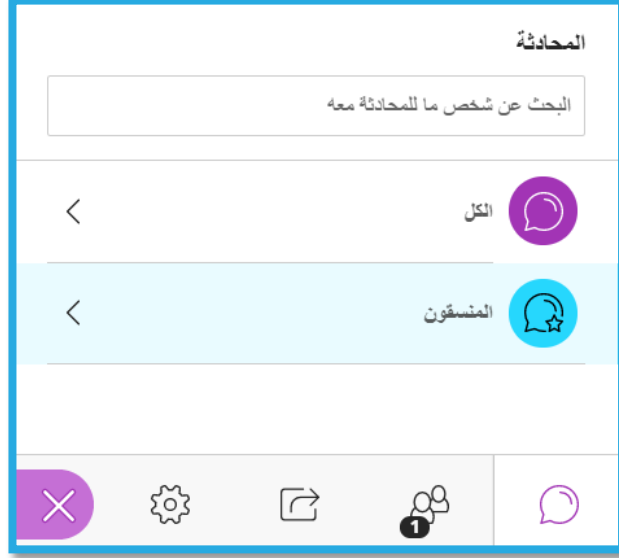 المحادثة
البحث عن شخص ما للمحادثة معه
الكل
المنسقون
1